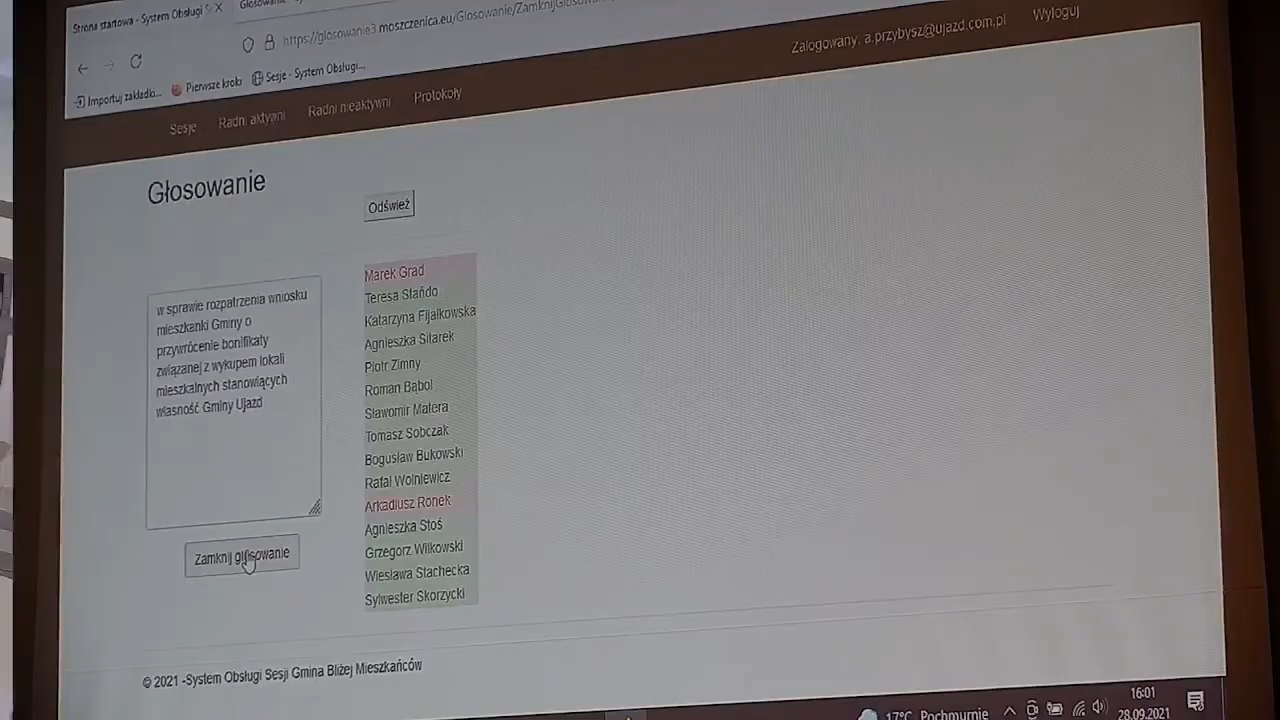 Strona startowa - System Obsługi S
https://glosowanie3.moszczenica.eu/Glosowanie/ZamknijGlosowa
Importuj zakładki...
Pierwsze kroki
Sesje - System Obsługi...
Zalogowany, a.przybysz@ujazd.com.pl
Wyloguj
Sesje
Radni aktywni
Radni nieaktywni
Protokoły
Głosowanie
Odśwież
w sprawie rozpatrzenia wniosku
mieszkanki Gminy o
przywrócenie bonifikaty
związanej z wykupem lokali
mieszkalnych stanowiących
własność Gminy Ujazd
Zamknij głosowanie
Marek Grad
Teresa Słańdo
Katarzyna Fijałkowska
Agnieszka Sitarek
Piotr Zimny
Roman Bąbol
Sławomir Matera
Tomasz Sobczak
Bogusław Bukowski
Rafał Wolniewicz
Arkadiusz Ronek
Agnieszka Stoś
Grzegorz Wilkowski
Wiesława Stachecka
Sylwester Skorzycki
© 2021 -System Obsługi Sesji Gmina Bliżej Mieszkańców
17°C Pochmurnie
16:01
28.09.2021